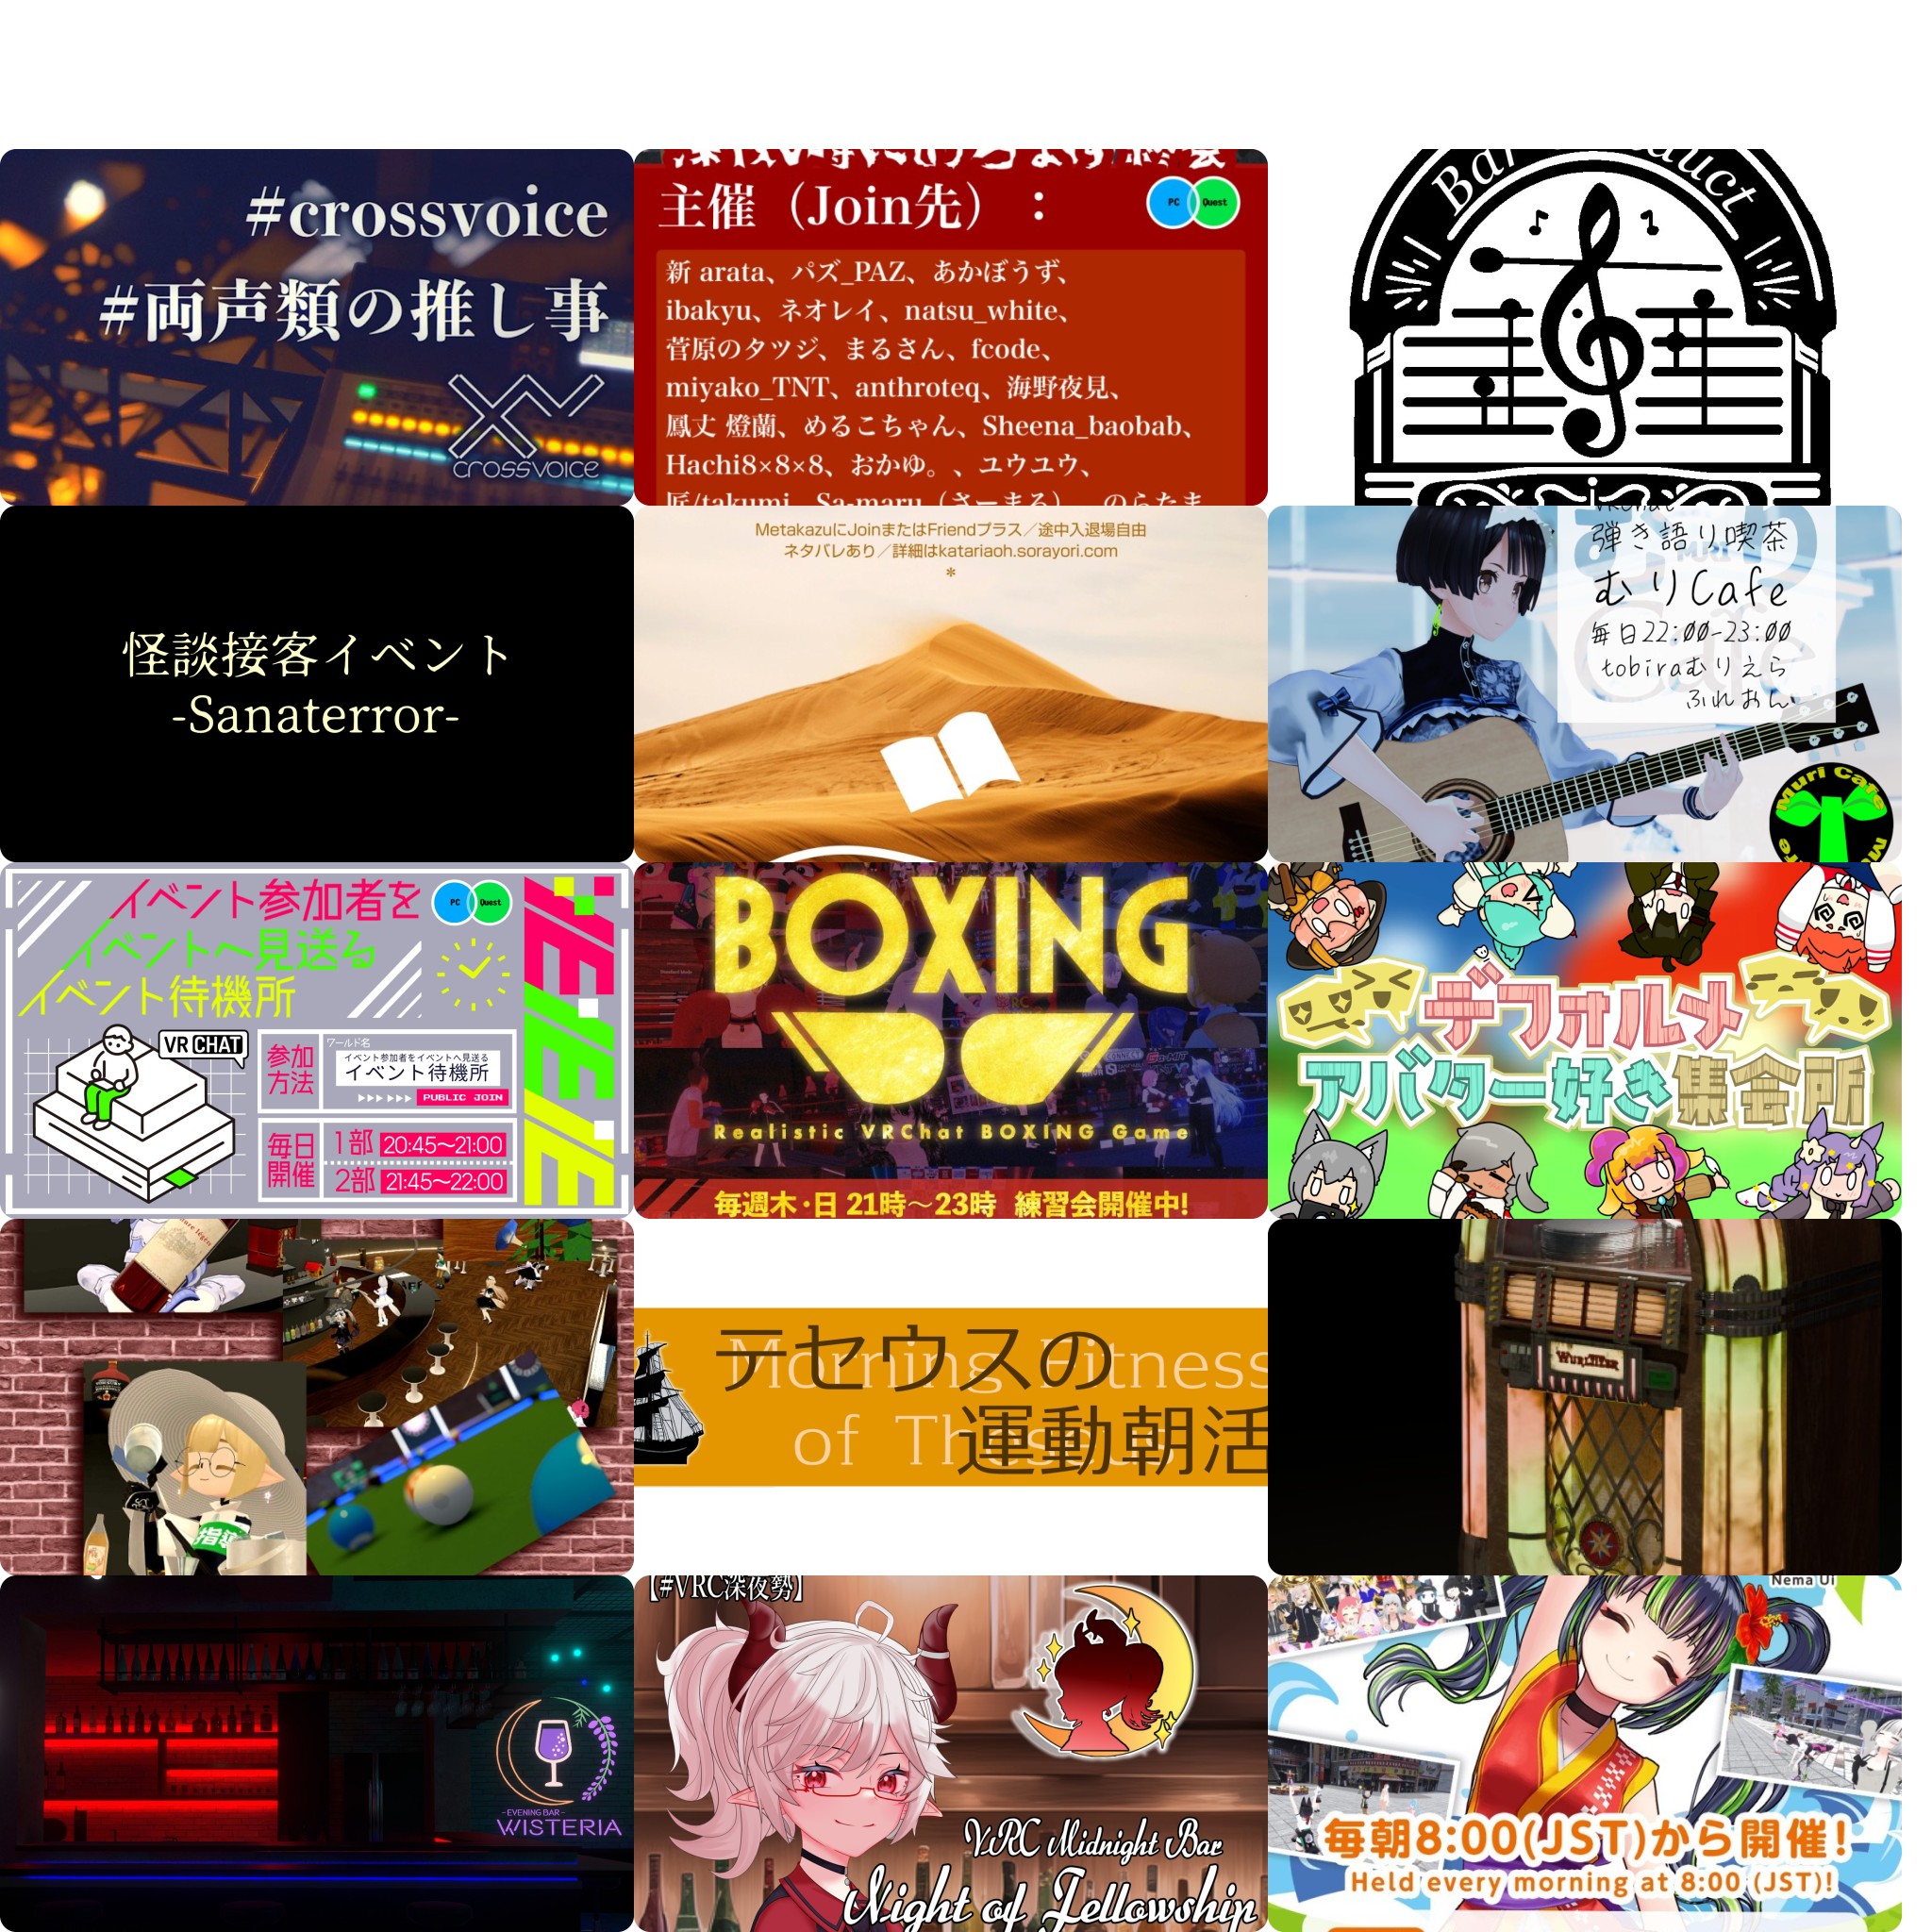 #crossvoice
#両声類の推し事
crossvoice
主催（Join先）：
PC Quest
新 arata、パズ_PAZ、あかぼうず、
ibakyu、ネオレイ、natsu_white、
菅原のタツジ、まるさん、fcode、
miyako_TNT、anthroteq、海野夜見、
鳳丈 燈蘭、めるこちゃん、Sheena_baobab、
Hachi8×8×8、おかゆ。、ユウユウ、
匠/takumi、Sa-maru（さーまる）、のらたま
怪談接客イベント
-Sanaterror-
MetakazuにJoinまたはFriendプラス／途中入退場自由
ネタバレあり／詳細はkatariaoh.sorayori.com
*
VRChat
弾き語り喫茶
むりCafe
毎日22:00-23:00
tobiraむりえら
ふれおん
Muri Cafe
イベント参加者を
イベントへ見送る
イベント待機所
PC Quest
VRCHAT
参加方法
ワールド名
イベント参加者をイベントへ見送る
イベント待機所
PUBLIC JOIN
毎日開催
1部 20:45〜21:00
2部 21:45〜22:00
BOXING
Realistic VRChat BOXING Game
毎週木・日 21時〜23時 練習会開催中!
デフォルメ
アバター好き集会所
テセウスの
運動朝活
Morning Fitness
of Theseus
WURLITZER
-EVENING BAR-
WISTERIA
【#VRC深夜勢】
VRC Midnight Bar
Night of Fellowship
Nema Ui
毎朝8:00(JST)から開催!
Held every morning at 8:00 (JST)!